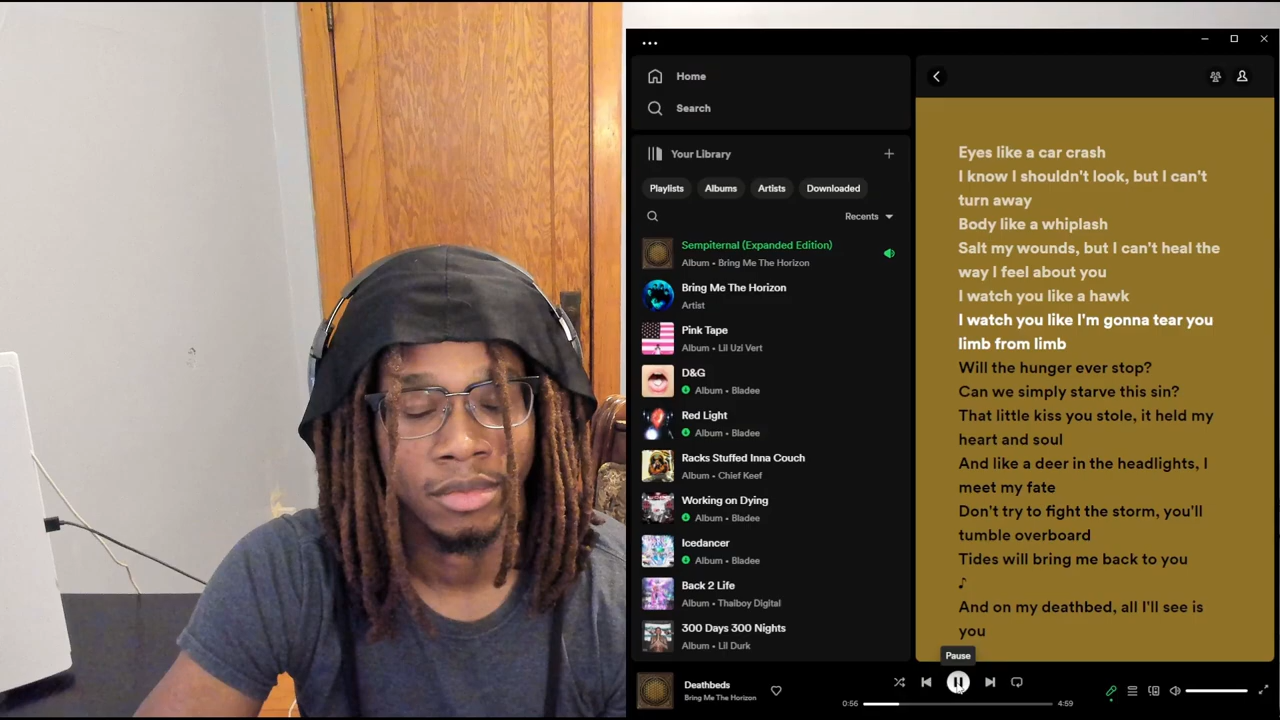 Home
Search
Your Library
Playlists
Albums
Artists
Downloaded
Recents
Sempiternal (Expanded Edition)
Album • Bring Me The Horizon
Bring Me The Horizon
Artist
Pink Tape
Album • Lil Uzi Vert
D&G
Album • Bladee
Red Light
Album • Bladee
Racks Stuffed Inna Couch
Album • Chief Keef
Working on Dying
Album • Bladee
Icedancer
Album • Bladee
Back 2 Life
Album • Thaiboy Digital
300 Days 300 Nights
Album • Lil Durk
Eyes like a car crash
I know I shouldn't look, but I can't
turn away
Body like a whiplash
Salt my wounds, but I can't heal the
way I feel about you
I watch you like a hawk
I watch you like I'm gonna tear you
limb from limb
Will the hunger ever stop?
Can we simply starve this sin?
That little kiss you stole, it held my
heart and soul
And like a deer in the headlights, I
meet my fate
Don't try to fight the storm, you'll
tumble overboard
Tides will bring me back to you
♪
And on my deathbed, all I'll see is
you
Pause
Deathbeds
Bring Me The Horizon
0:56
4:59